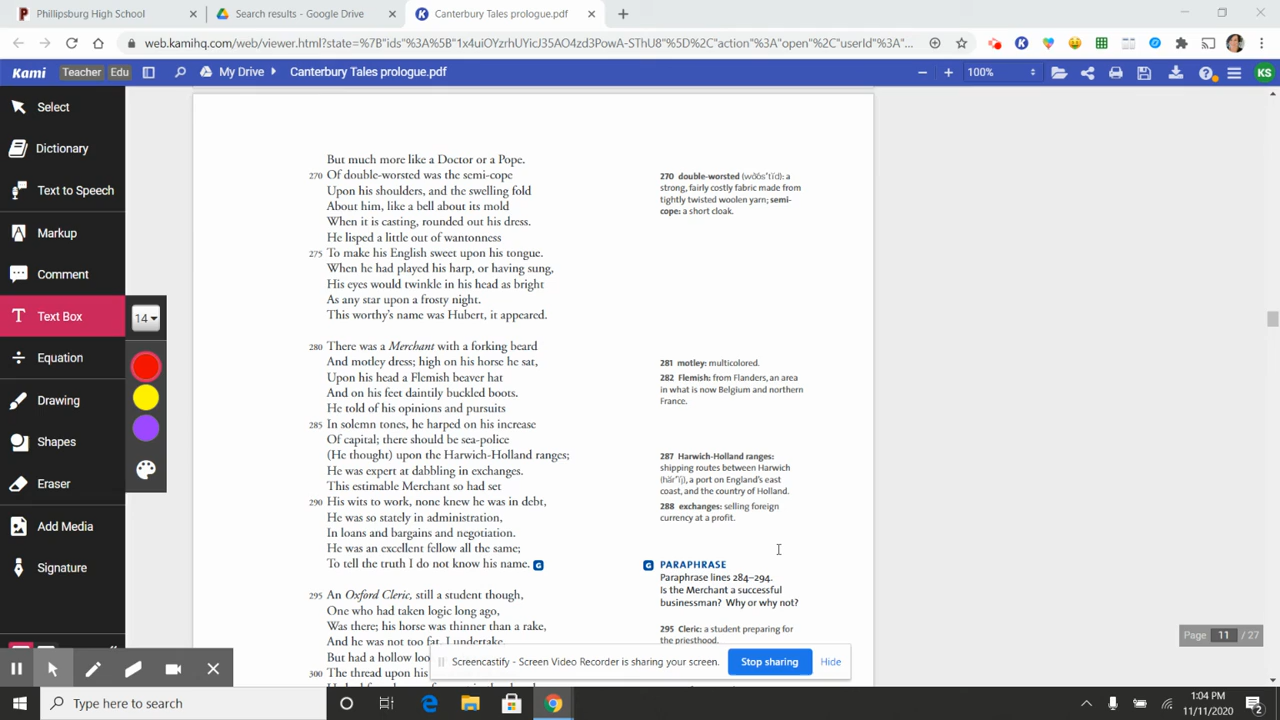 Phillipsburg High School
Search results - Google Drive
Canterbury Tales prologue.pdf
web.kamihq.com/web/viewer.html?state=%7B"ids"%3A%5B"1x4uiOYzrhUYicJ35AO4zd3PowA-SThU8"%5D%2C"action"%3A"open"%2C"userId"%3A"...
Kami Teacher Edu
My Drive
Canterbury Tales prologue.pdf
100%
KS
Select
Dictionary
Text to Speech
Markup
Comment
Text Box
14
Equation
Drawing
Shapes
Eraser
Add Media
Signature
But much more like a Doctor or a Pope.
270 Of double-worsted was the semi-cope
Upon his shoulders, and the swelling fold
About him, like a bell about its mold
When it is casting, rounded out his dress.
He lisped a little out of wantonness
275 To make his English sweet upon his tongue.
When he had played his harp, or having sung,
His eyes would twinkle in his head as bright
As any star upon a frosty night.
This worthy's name was Hubert, it appeared.
280 There was a Merchant with a forking beard
And motley dress; high on his horse he sat,
Upon his head a Flemish beaver hat
And on his feet daintily buckled boots.
He told of his opinions and pursuits
285 In solemn tones, he harped on his increase
Of capital; there should be sea-police
(He thought) upon the Harwich-Holland ranges;
He was expert at dabbling in exchanges.
This estimable Merchant so had set
290 His wits to work, none knew he was in debt,
He was so stately in administration,
In loans and bargains and negotiation.
He was an excellent fellow all the same;
To tell the truth I do not know his name. G
295 An Oxford Cleric, still a student though,
One who had taken logic long ago,
Was there; his horse was thinner than a rake,
And he was not too fat, I undertake,
But had a hollow loo
300 The thread upon his
270 double-worsted (wŏŏs'tĭd): a
strong, fairly costly fabric made from
tightly twisted woolen yarn; semi-
cope: a short cloak.
281 motley: multicolored.
282 Flemish: from Flanders, an area
in what is now Belgium and northern
France.
287 Harwich-Holland ranges:
shipping routes between Harwich
(hăr'ĭj), a port on England's east
coast, and the country of Holland.
288 exchanges: selling foreign
currency at a profit.
G PARAPHRASE
Paraphrase lines 284–294.
Is the Merchant a successful
businessman? Why or why not?
295 Cleric: a student preparing for
the priesthood.
Page 11 / 27
Screencastify - Screen Video Recorder is sharing your screen.
Stop sharing
Hide
Type here to search
1:04 PM
11/11/2020
2